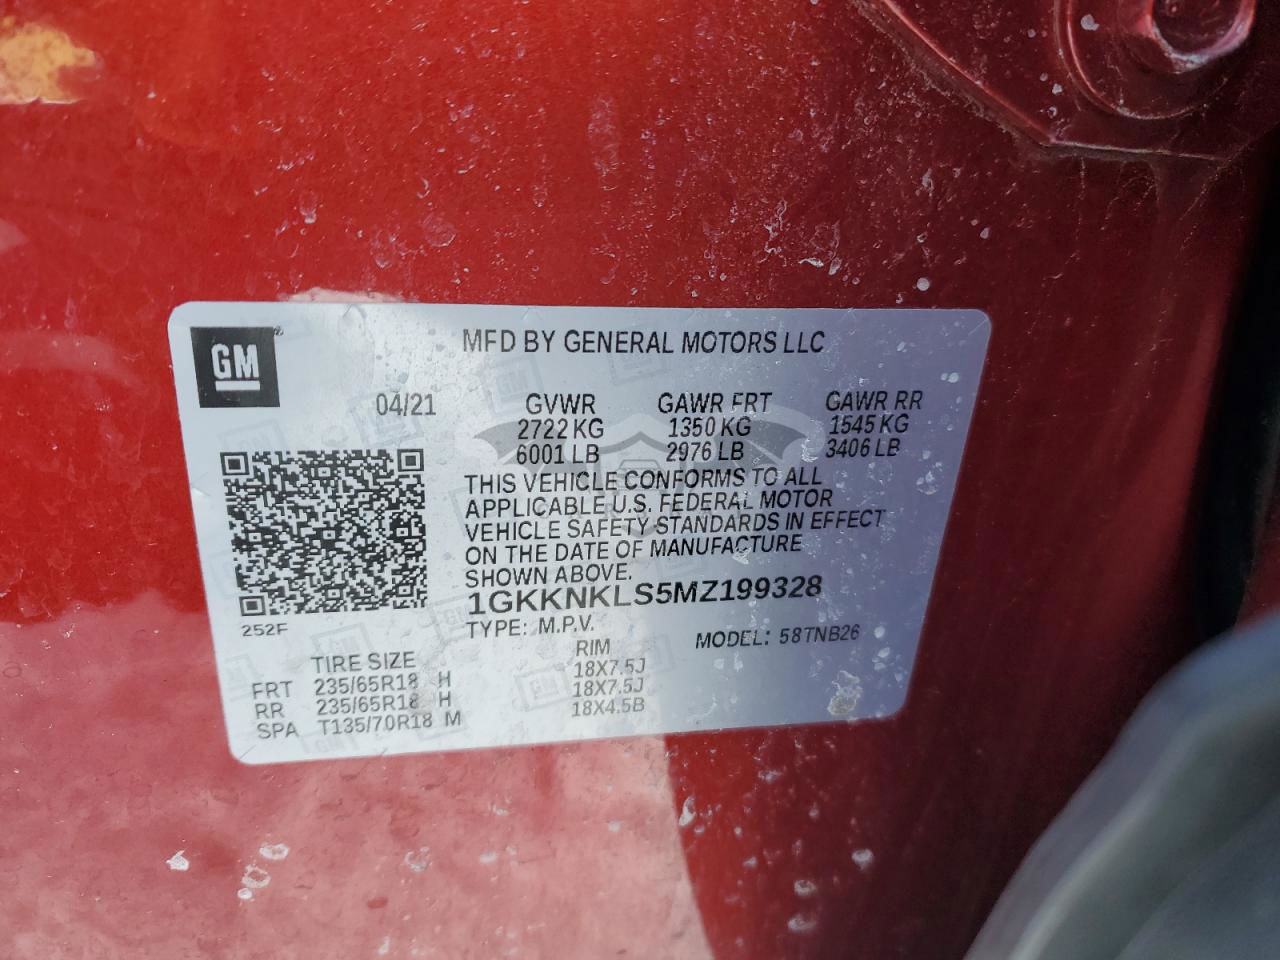 GM
MFD BY GENERAL MOTORS LLC
04/21 GVWR GAWR FRT GAWR RR
2722 KG 1350 KG 1545 KG
6001 LB 2976 LB 3406 LB
THIS VEHICLE CONFORMS TO ALL
APPLICABLE U.S. FEDERAL MOTOR
VEHICLE SAFETY STANDARDS IN EFFECT
ON THE DATE OF MANUFACTURE
SHOWN ABOVE.
1GKKNKLS5MZ199328
252F
TYPE: M.P.V. MODEL: 58TNB26
TIRE SIZE RIM
FRT 235/65R18 H 18X7.5J
RR 235/65R18 H 18X7.5J
SPA T135/70R18 M 18X4.5B